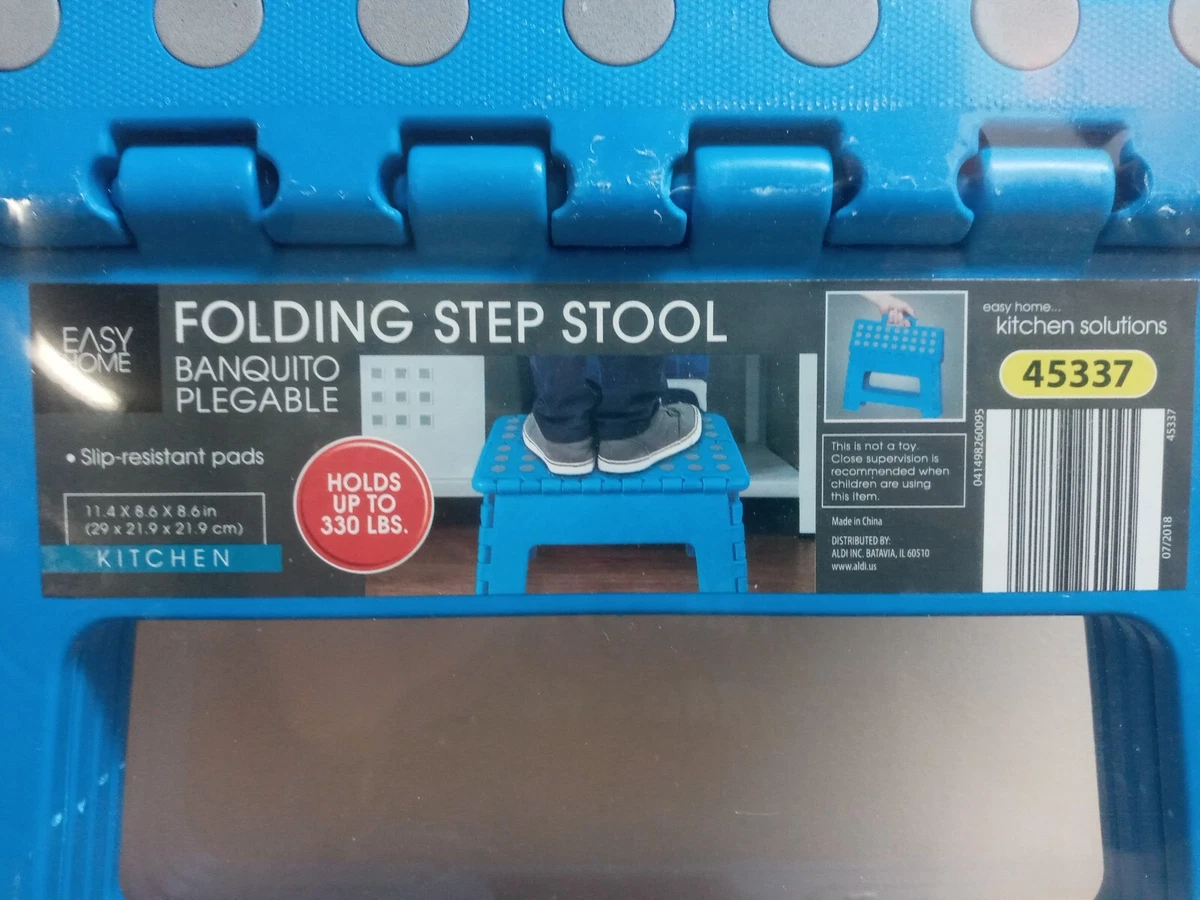 EASY
HOME
FOLDING STEP STOOL
BANQUITO
PLEGABLE
• Slip-resistant pads
11.4 X 8.6 X 8.6 in
(29 x 21.9 x 21.9 cm)
KITCHEN
HOLDS
UP TO
330 LBS.
This is not a toy.
Close supervision is
recommended when
children are using
this item.
Made in China
DISTRIBUTED BY:
ALDI INC. BATAVIA, IL 60510
www.aldi.us
easy home...
kitchen solutions
45337
041498260095
45337
07/2018